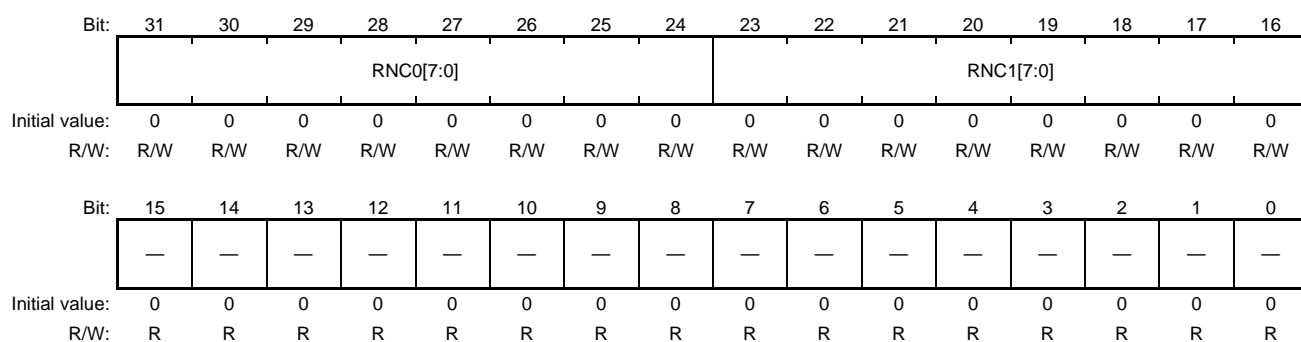 Bit: 31 30 29 28 27 26 25 24 23 22 21 20 19 18 17 16
RNC0[7:0] RNC1[7:0]
Initial value: 0 0 0 0 0 0 0 0 0 0 0 0 0 0 0 0
R/W: R/W R/W R/W R/W R/W R/W R/W R/W R/W R/W R/W R/W R/W R/W R/W R/W
Bit: 15 14 13 12 11 10 9 8 7 6 5 4 3 2 1 0
— — — — — — — — — — — — — — — —
Initial value: 0 0 0 0 0 0 0 0 0 0 0 0 0 0 0 0
R/W: R R R R R R R R R R R R R R R R